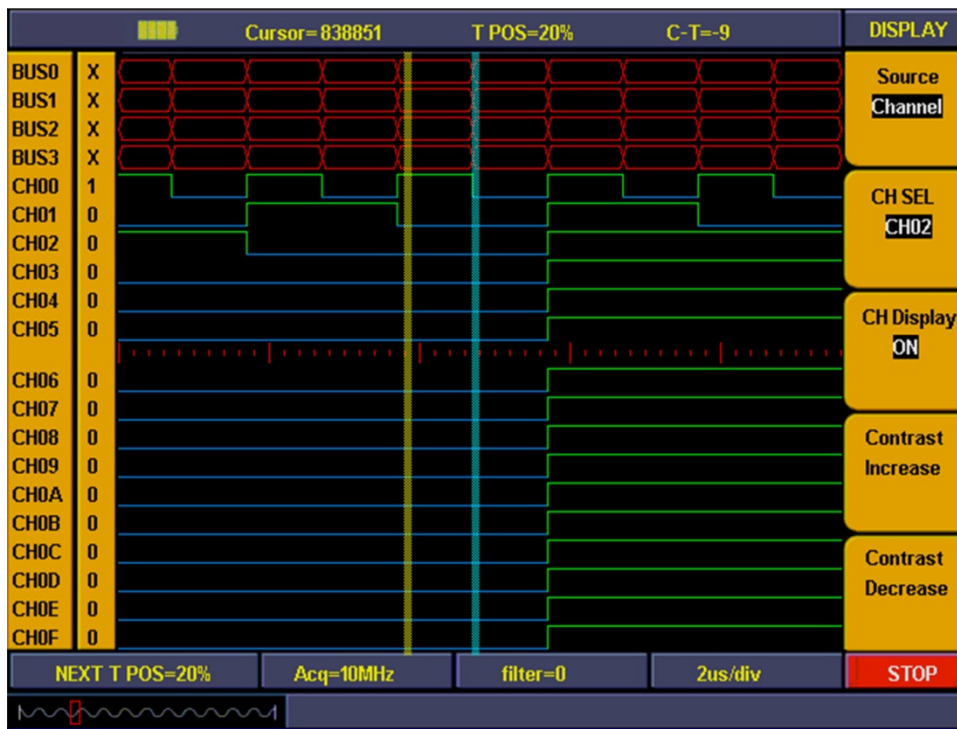 Cursor=838851 T POS=20% C-T=-9 DISPLAY
BUS0 X
BUS1 X
BUS2 X
BUS3 X
CH00 1
CH01 0
CH02 0
CH03 0
CH04 0
CH05 0
CH06 0
CH07 0
CH08 0
CH09 0
CH0A 0
CH0B 0
CH0C 0
CH0D 0
CH0E 0
CH0F 0
Source
Channel
CH SEL
CH02
CH Display
ON
Contrast
Increase
Contrast
Decrease
NEXT T POS=20% Acq=10MHz filter=0 2us/div STOP